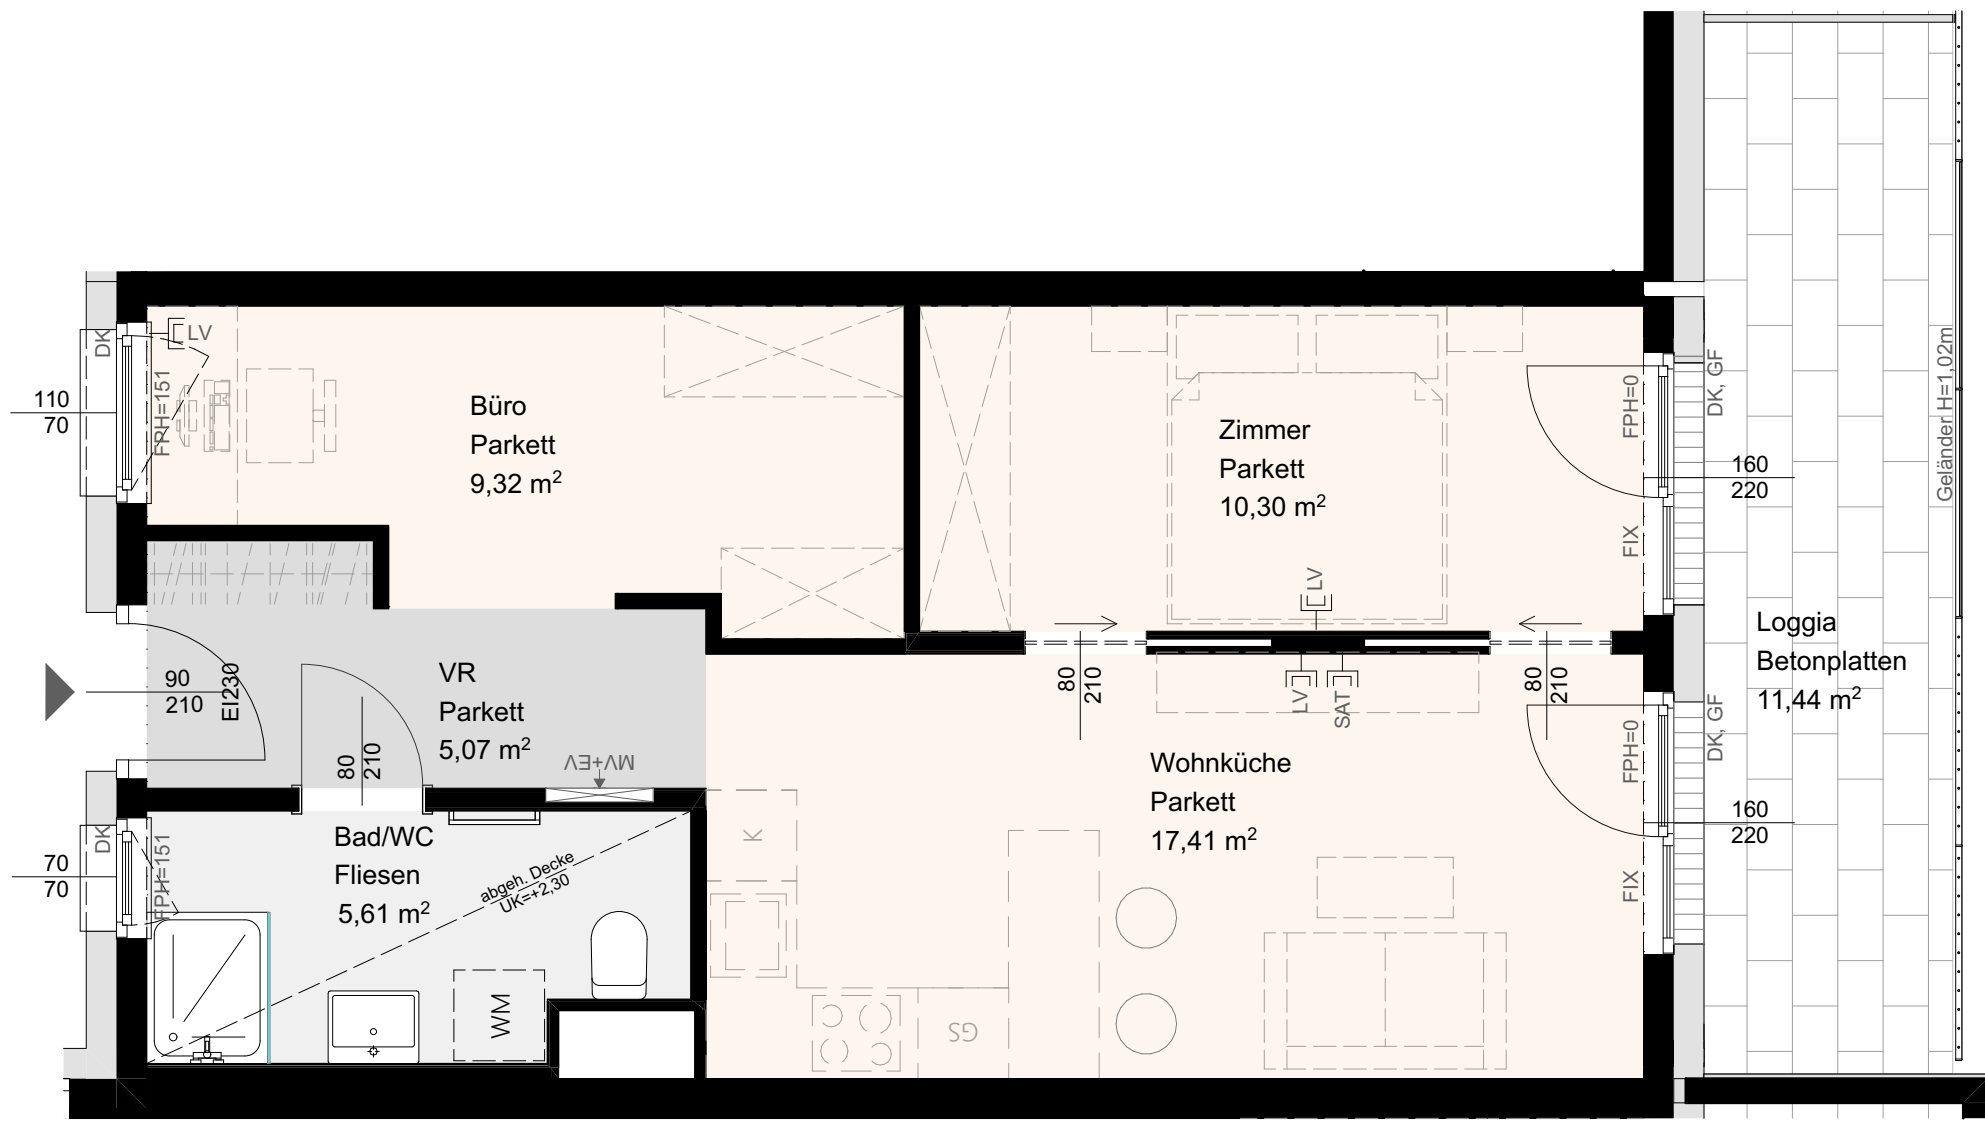 DK
LV
FPH=151
110
70
Büro
Parkett
9,32 m²
Zimmer
Parkett
10,30 m²
FPH=0
DK, GF
160
220
FIX
Geländer H=1,02m
LV
90
210
EI230
VR
Parkett
5,07 m²
80
210
MV+EV
80
210
LV
SAT
80
210
Loggia
Betonplatten
11,44 m²
Wohnküche
Parkett
17,41 m²
FPH=0
DK, GF
160
220
FIX
DK
FPH=151
70
70
Bad/WC
Fliesen
5,61 m²
abgeh. Decke
UK=+2,30
K
WM
GS